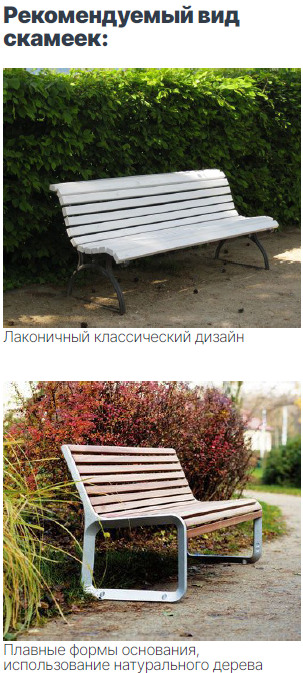 Рекомендуемый вид
скамеек:
Лаконичный классический дизайн
Плавные формы основания,
использование натурального дерева